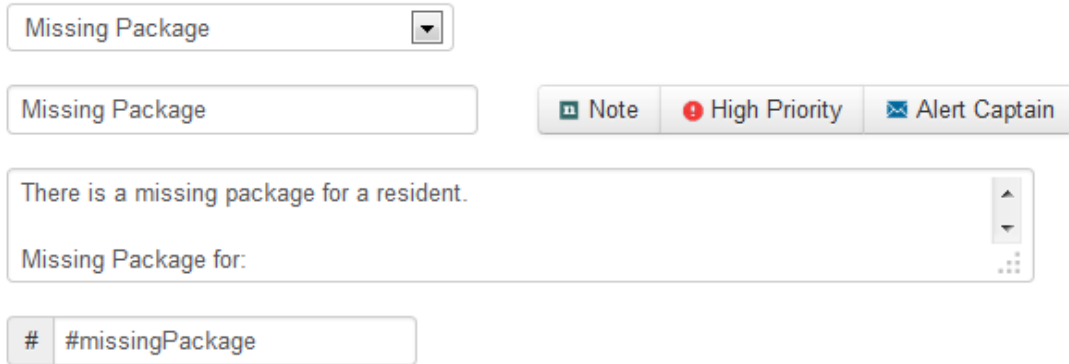 Missing Package
Missing Package
n Note
High Priority
Alert Captain
There is a missing package for a resident.
Missing Package for:
# #missingPackage